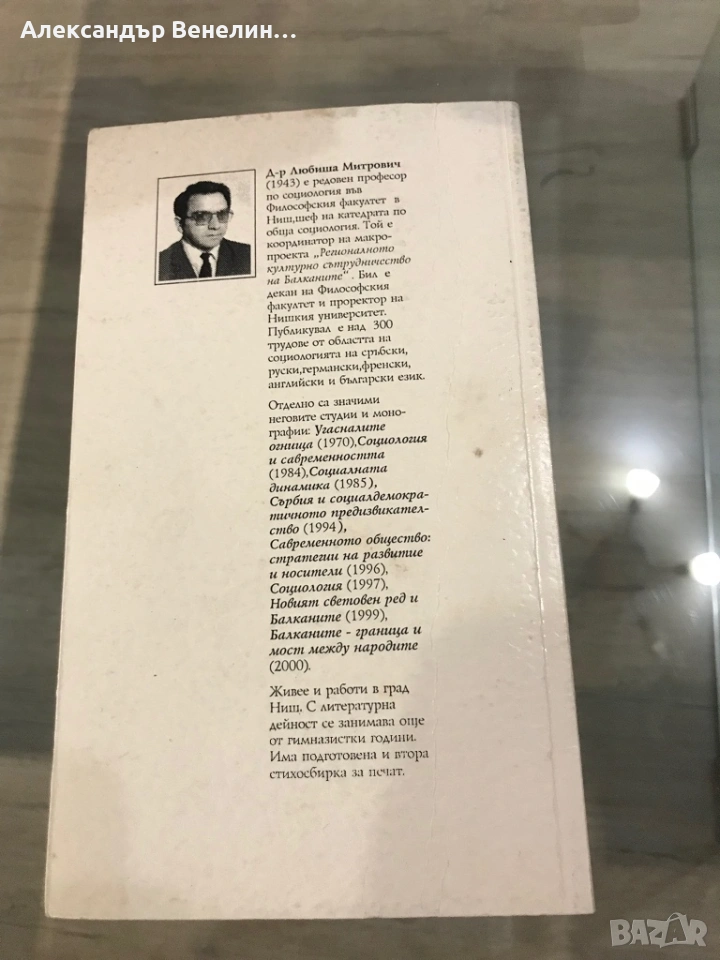 Александър Венелин...
Д-р Любиша Митрович
(1943) е редовен професор
по социология във
Философския факултет в
Ниш,шеф на катедрата по
обща социология. Той е
координатор на макро-
проекта „Регионалното
културно сътрудничество
на Балканите". Бил е
декан на Философския
факултет и проректор на
Нишкия университет.
Публикувал е над 300
трудове от областта на
социологията на сръбски,
руски,германски,френски,
английски и български език.
Отделно са значими
неговите студии и моно-
графии: Угасналите
огнища (1970),Социология
и савременността
(1984),Социалната
динамика (1985),
Сърбия и социалдемокра-
тичното предизвикател-
ство (1994),
Савременното общество:
стратегии на развитие
и носители (1996),
Социология (1997),
Новият световен ред и
Балканите (1999),
Балканите - граница и
мост между народите
(2000).
Живее и работи в град
Ниш. С литературна
дейност се занимава още
от гимназистки години.
Има подготвена и втора
стихосбирка за печат.
BAZAR